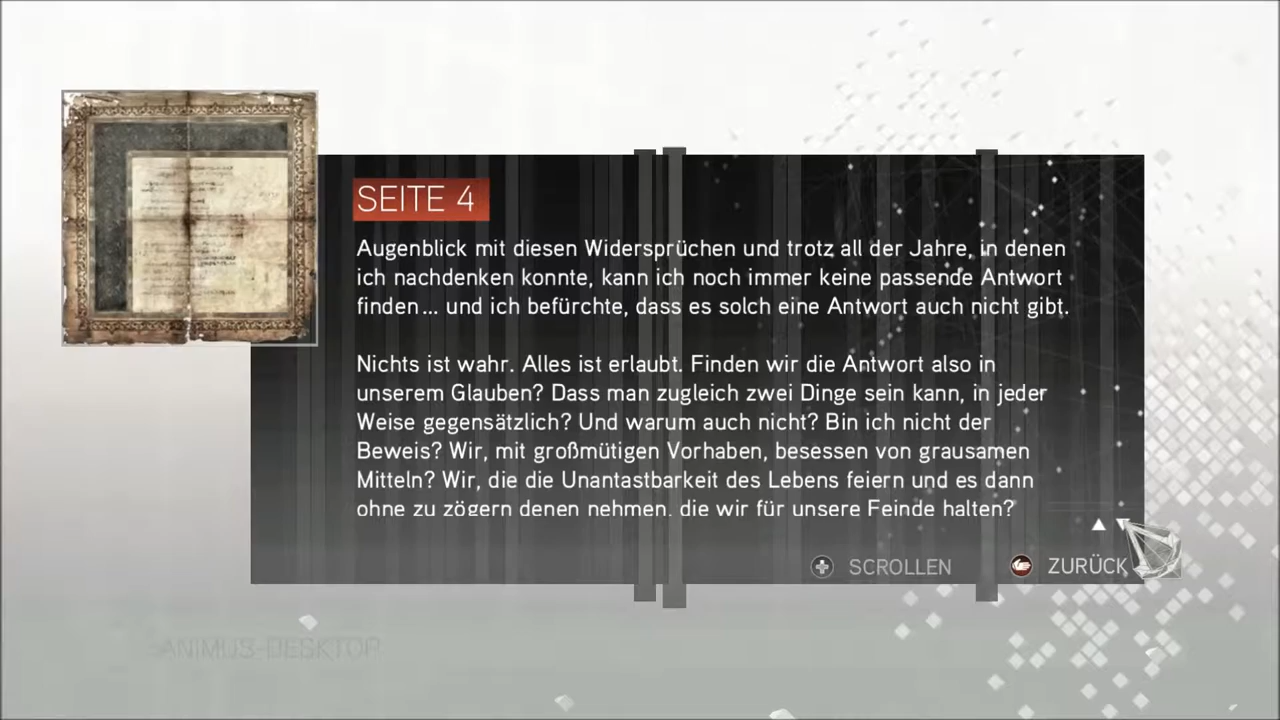 SEITE 4
Augenblick mit diesen Widersprüchen und trotz all der Jahre, in denen
ich nachdenken konnte, kann ich noch immer keine passende Antwort
finden... und ich befürchte, dass es solch eine Antwort auch nicht gibt.
Nichts ist wahr. Alles ist erlaubt. Finden wir die Antwort also in
unserem Glauben? Dass man zugleich zwei Dinge sein kann, in jeder
Weise gegensätzlich? Und warum auch nicht? Bin ich nicht der
Beweis? Wir, mit großmütigen Vorhaben, besessen von grausamen
Mitteln? Wir, die die Unantastbarkeit des Lebens feiern und es dann
ohne zu zögern denen nehmen, die wir für unsere Feinde halten?
SCROLLEN
ZURÜCK
ANIMUS-DESKTOP